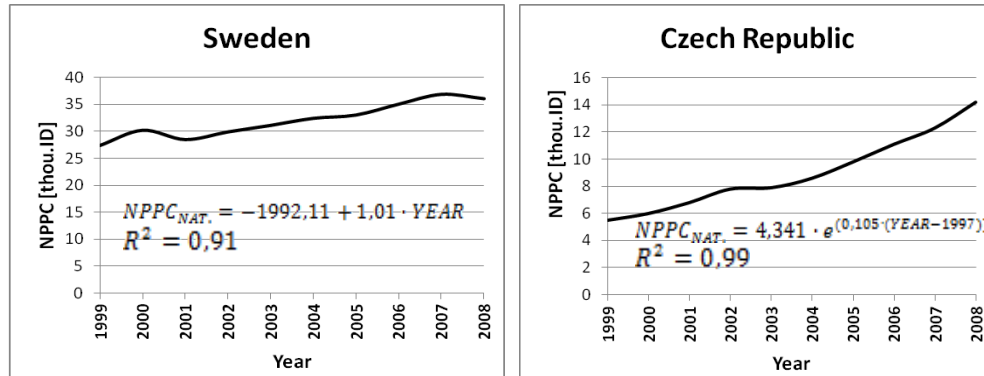 Sweden
NPPC [thou.ID]
40
35
30
25
20
15
10
5
0
NPPC_NAT. = −1992,11 + 1,01 · YEAR
R² = 0,91
1999 2000 2001 2002 2003 2004 2005 2006 2007 2008
Year
Czech Republic
NPPC [thou.ID]
16
14
12
10
8
6
4
2
0
NPPC_NAT. = 4,341 · e^(0,105·(YEAR−1997))
R² = 0,99
1999 2000 2001 2002 2003 2004 2005 2006 2007 2008
Year